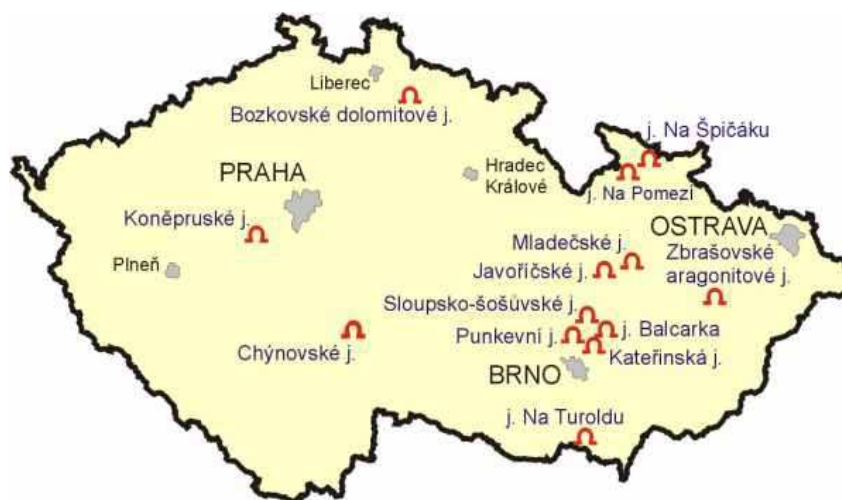 Liberec
Bozkovské dolomitové j.
j. Na Špičáku
PRAHA
Hradec
Králové
j. Na Pomezí
Koněpruské j.
OSTRAVA
Mladečské j.
Zbrašovské
aragonitové j.
Plneň
Javoříčské j.
Sloupsko-šošůvské j.
j. Balcarka
Punkevní j.
Chýnovské j.
Kateřinská j.
BRNO
j. Na Turoldu